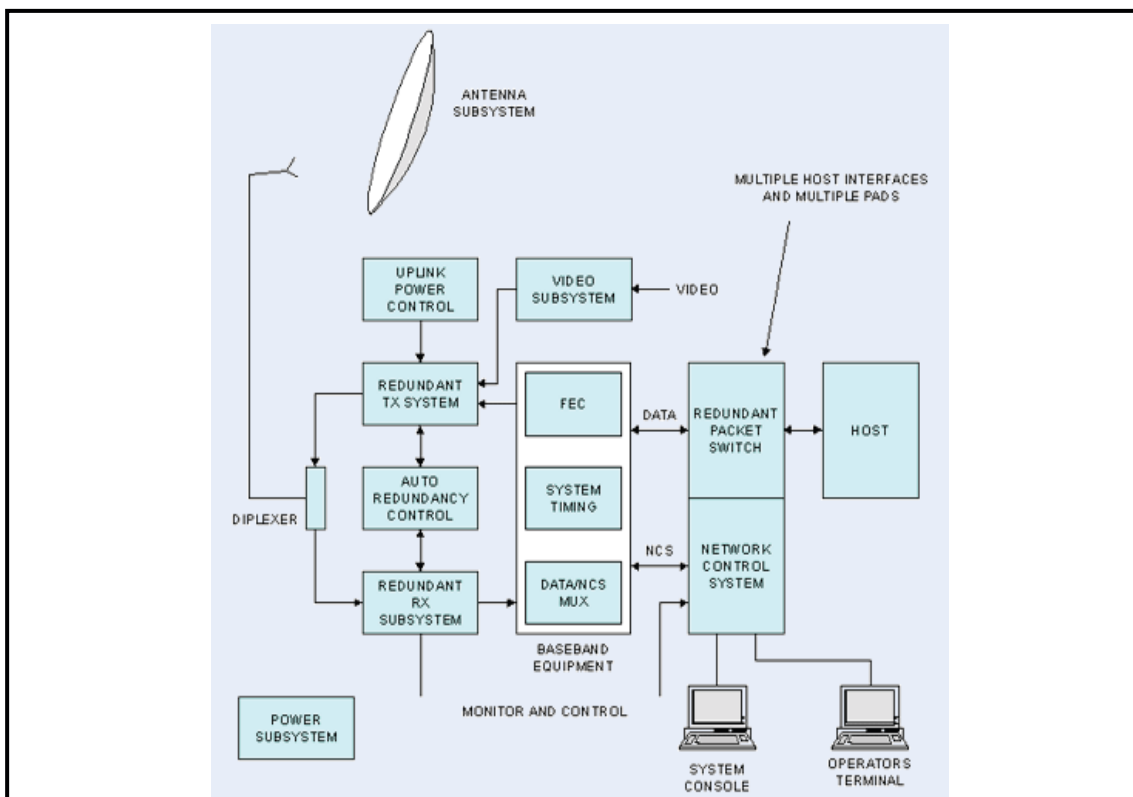 ANTENNA
SUBSYSTEM
MULTIPLE HOST INTERFACES
AND MULTIPLE PADS
UPLINK
POWER
CONTROL
VIDEO
SUBSYSTEM
VIDEO
REDUNDANT
TX SYSTEM
FEC
DATA
REDUNDANT
PACKET
SWITCH
HOST
AUTO
REDUNDANCY
CONTROL
SYSTEM
TIMING
DIPLEXER
NCS
NETWORK
CONTROL
SYSTEM
REDUNDANT
RX
SUBSYSTEM
DATA/NCS
MUX
BASEBAND
EQUIPMENT
MONITOR AND CONTROL
POWER
SUBSYSTEM
SYSTEM
CONSOLE
OPERATORS
TERMINAL